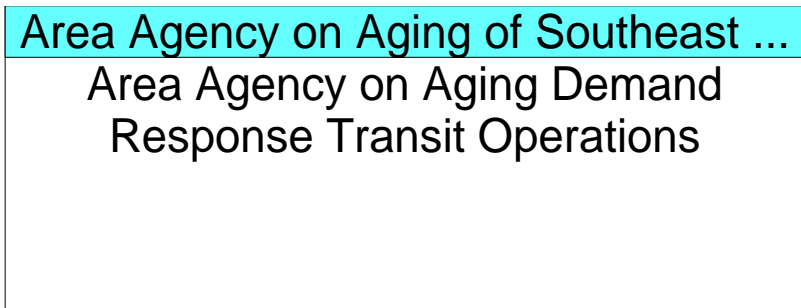 Area Agency on Aging of Southeast ...
Area Agency on Aging Demand
Response Transit Operations